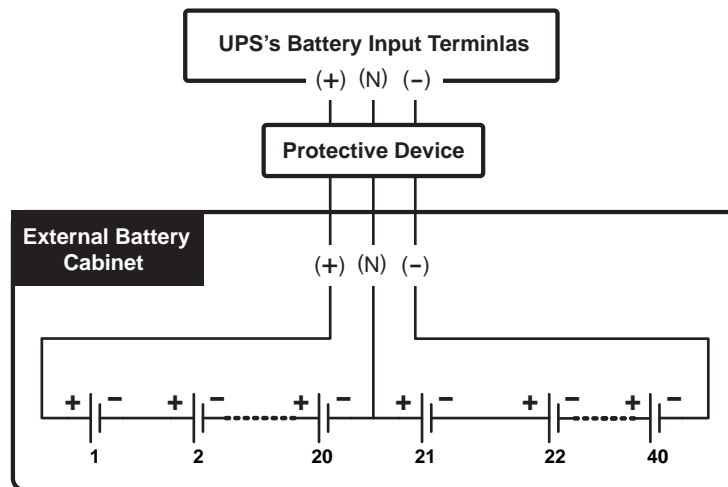 UPS's Battery Input Terminlas
(+) (N) (−)
Protective Device
External Battery
Cabinet
(+) (N) (−)
+ − + − + − + − + − + −
1 2 20 21 22 40